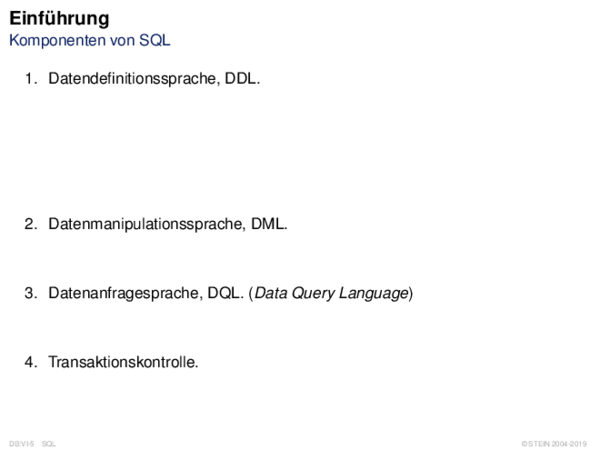 Einführung
Komponenten von SQL
1. Datendefinitionssprache, DDL.
2. Datenmanipulationssprache, DML.
3. Datenanfragesprache, DQL. (Data Query Language)
4. Transaktionskontrolle.
DB:VI-5 SQL © STEIN 2004-2019